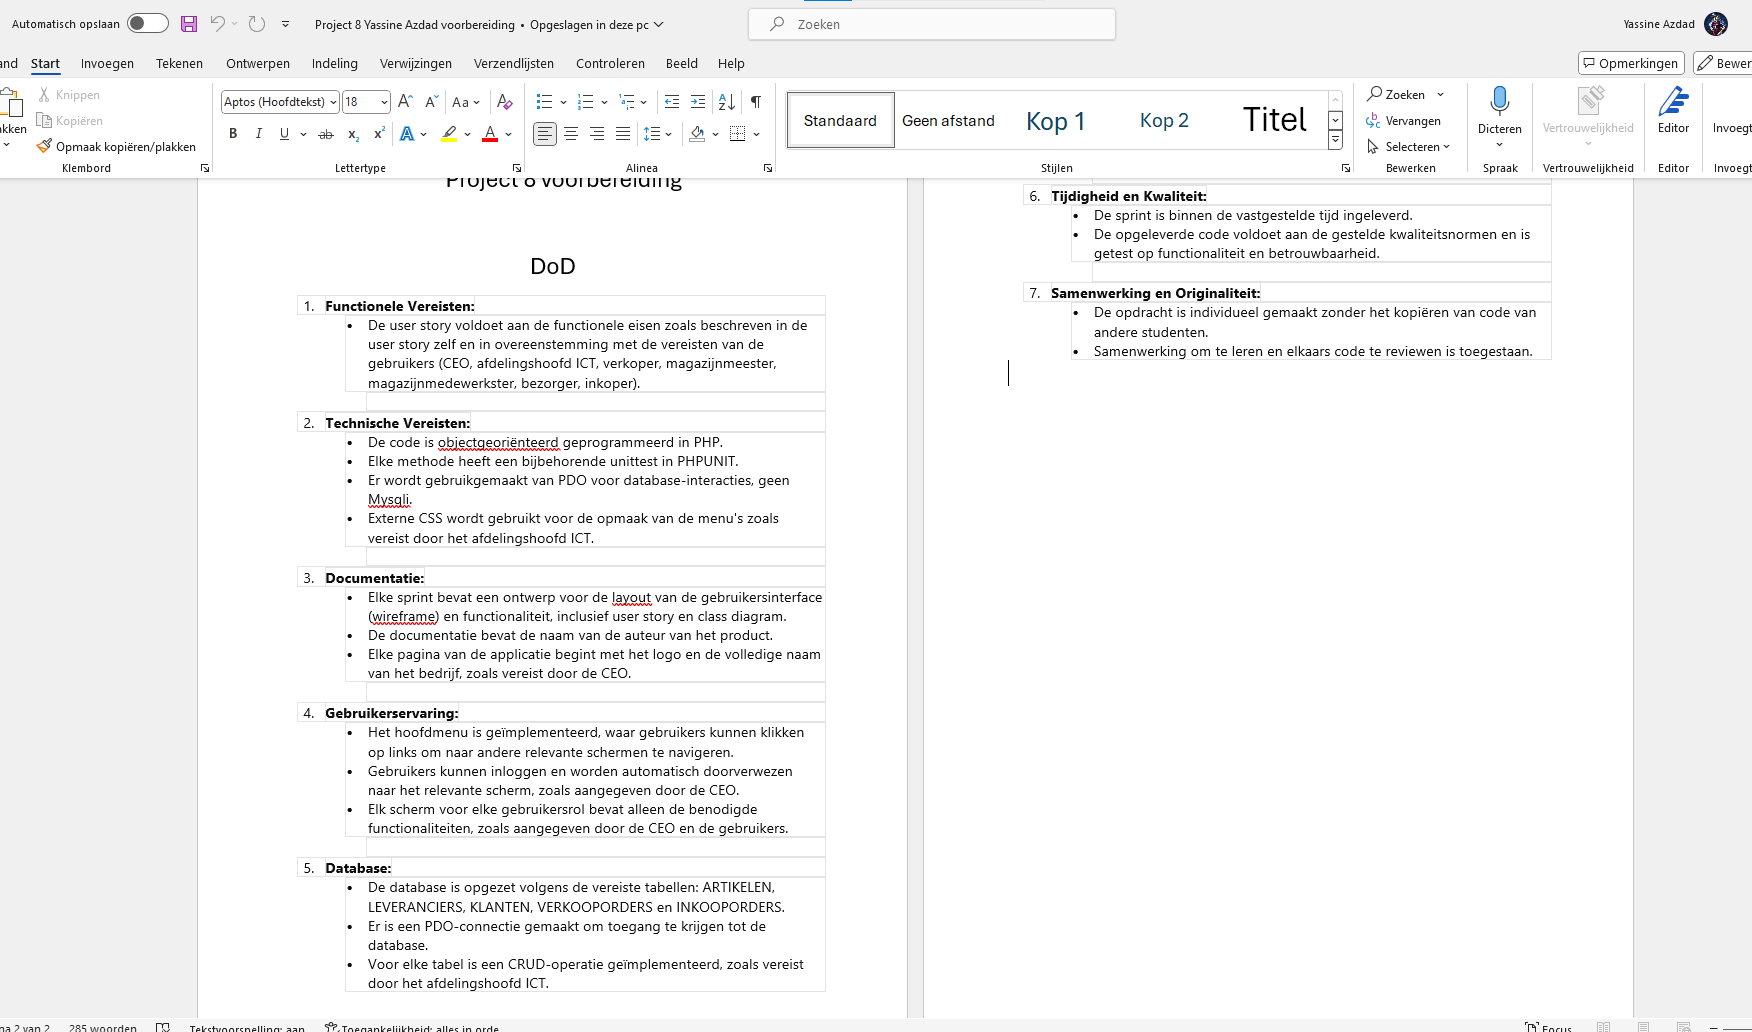 Automatisch opslaan
Project 8 Yassine Azdad voorbereiding • Opgeslagen in deze pc
Zoeken
Yassine Azdad
Start Invoegen Tekenen Ontwerpen Indeling Verwijzingen Verzendlijsten Controleren Beeld Help
Opmerkingen
Knippen
Kopiëren
Opmaak kopiëren/plakken
Klembord
Aptos (Hoofdtekst) 18
Lettertype
Alinea
Standaard Geen afstand Kop 1 Kop 2 Titel
Stijlen
Zoeken
Vervangen
Selecteren
Bewerken
Dicteren
Spraak
Vertrouwelijkheid
Vertrouwelijkheid
Editor
Editor
Project 8 voorbereiding
DoD
1. Functionele Vereisten:
• De user story voldoet aan de functionele eisen zoals beschreven in de
user story zelf en in overeenstemming met de vereisten van de
gebruikers (CEO, afdelingshoofd ICT, verkoper, magazijnmeester,
magazijnmedewerkster, bezorger, inkoper).
2. Technische Vereisten:
• De code is objectgeoriënteerd geprogrammeerd in PHP.
• Elke methode heeft een bijbehorende unittest in PHPUNIT.
• Er wordt gebruikgemaakt van PDO voor database-interacties, geen
Mysqli.
• Externe CSS wordt gebruikt voor de opmaak van de menu's zoals
vereist door het afdelingshoofd ICT.
3. Documentatie:
• Elke sprint bevat een ontwerp voor de layout van de gebruikersinterface
(wireframe) en functionaliteit, inclusief user story en class diagram.
• De documentatie bevat de naam van de auteur van het product.
• Elke pagina van de applicatie begint met het logo en de volledige naam
van het bedrijf, zoals vereist door de CEO.
4. Gebruikerservaring:
• Het hoofdmenu is geïmplementeerd, waar gebruikers kunnen klikken
op links om naar andere relevante schermen te navigeren.
• Gebruikers kunnen inloggen en worden automatisch doorverwezen
naar het relevante scherm, zoals aangegeven door de CEO.
• Elk scherm voor elke gebruikersrol bevat alleen de benodigde
functionaliteiten, zoals aangegeven door de CEO en de gebruikers.
5. Database:
• De database is opgezet volgens de vereiste tabellen: ARTIKELEN,
LEVERANCIERS, KLANTEN, VERKOOPORDERS en INKOOPORDERS.
• Er is een PDO-connectie gemaakt om toegang te krijgen tot de
database.
• Voor elke tabel is een CRUD-operatie geïmplementeerd, zoals vereist
door het afdelingshoofd ICT.
6. Tijdigheid en Kwaliteit:
• De sprint is binnen de vastgestelde tijd ingeleverd.
• De opgeleverde code voldoet aan de gestelde kwaliteitsnormen en is
getest op functionaliteit en betrouwbaarheid.
7. Samenwerking en Originaliteit:
• De opdracht is individueel gemaakt zonder het kopiëren van code van
andere studenten.
• Samenwerking om te leren en elkaars code te reviewen is toegestaan.
2 van 2 285 woorden Tekstvoorspelling: aan Toegankelijkheid: alles in orde Focus